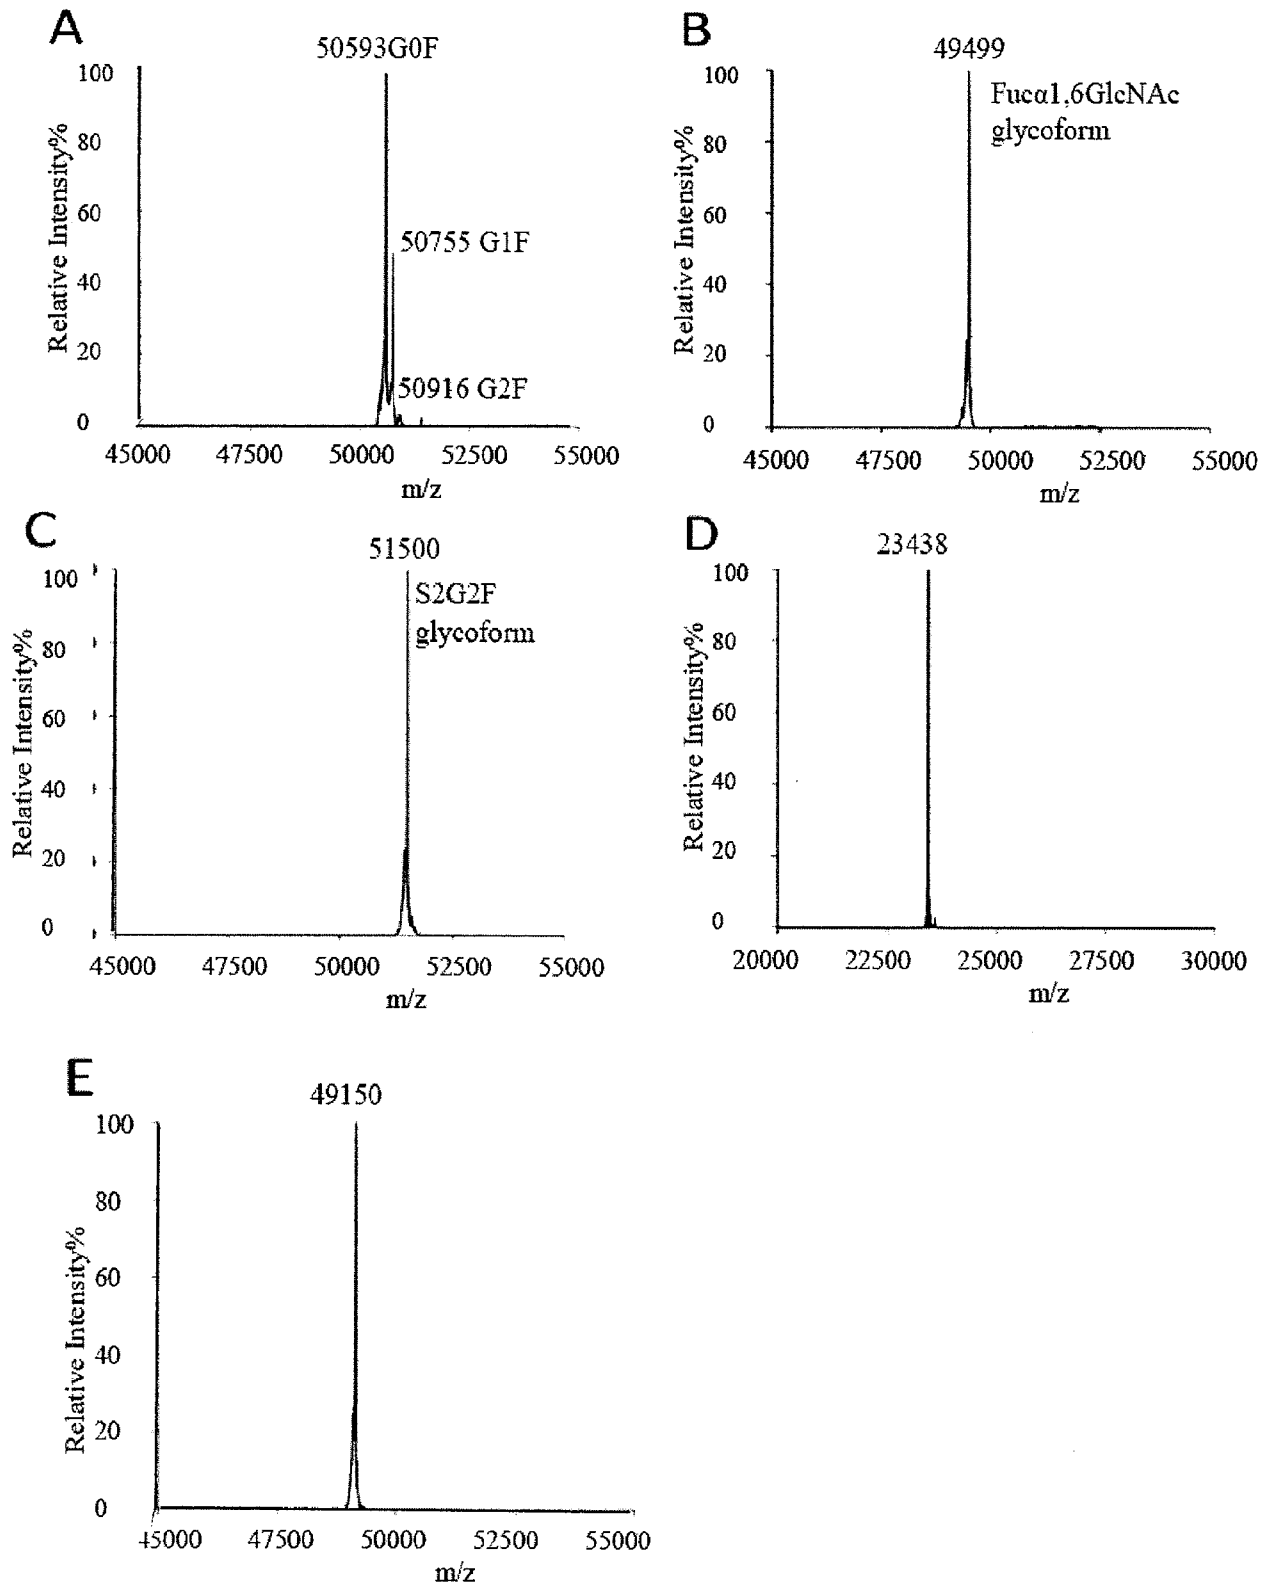 A
50593G0F
100
80
60
40
20
0
Relative Intensity%
50755 G1F
50916 G2F
45000 47500 50000 52500 55000
m/z
B
49499
Fucα1,6GlcNAc
glycoform
100
80
60
40
20
0
Relative Intensity%
45000 47500 50000 52500 55000
m/z
C
51500
S2G2F
glycoform
100
80
60
40
20
0
Relative Intensity%
45000 47500 50000 52500 55000
m/z
D
23438
100
80
60
40
20
0
Relative Intensity%
20000 22500 25000 27500 30000
m/z
E
49150
100
80
60
40
20
0
Relative Intensity%
45000 47500 50000 52500 55000
m/z